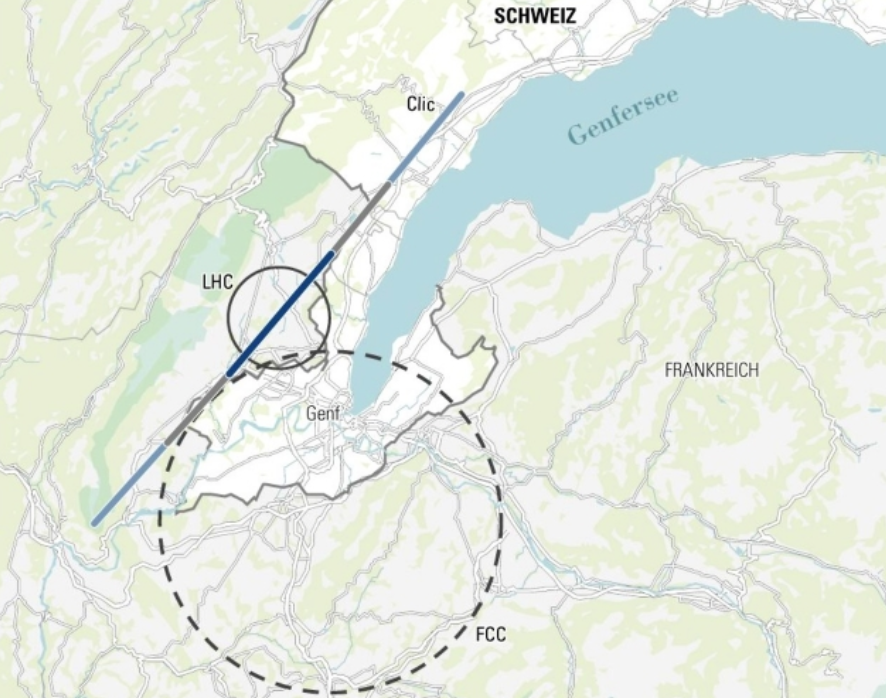 SCHWEIZ
Clic
Genfersee
LHC
FRANKREICH
Genf
FCC